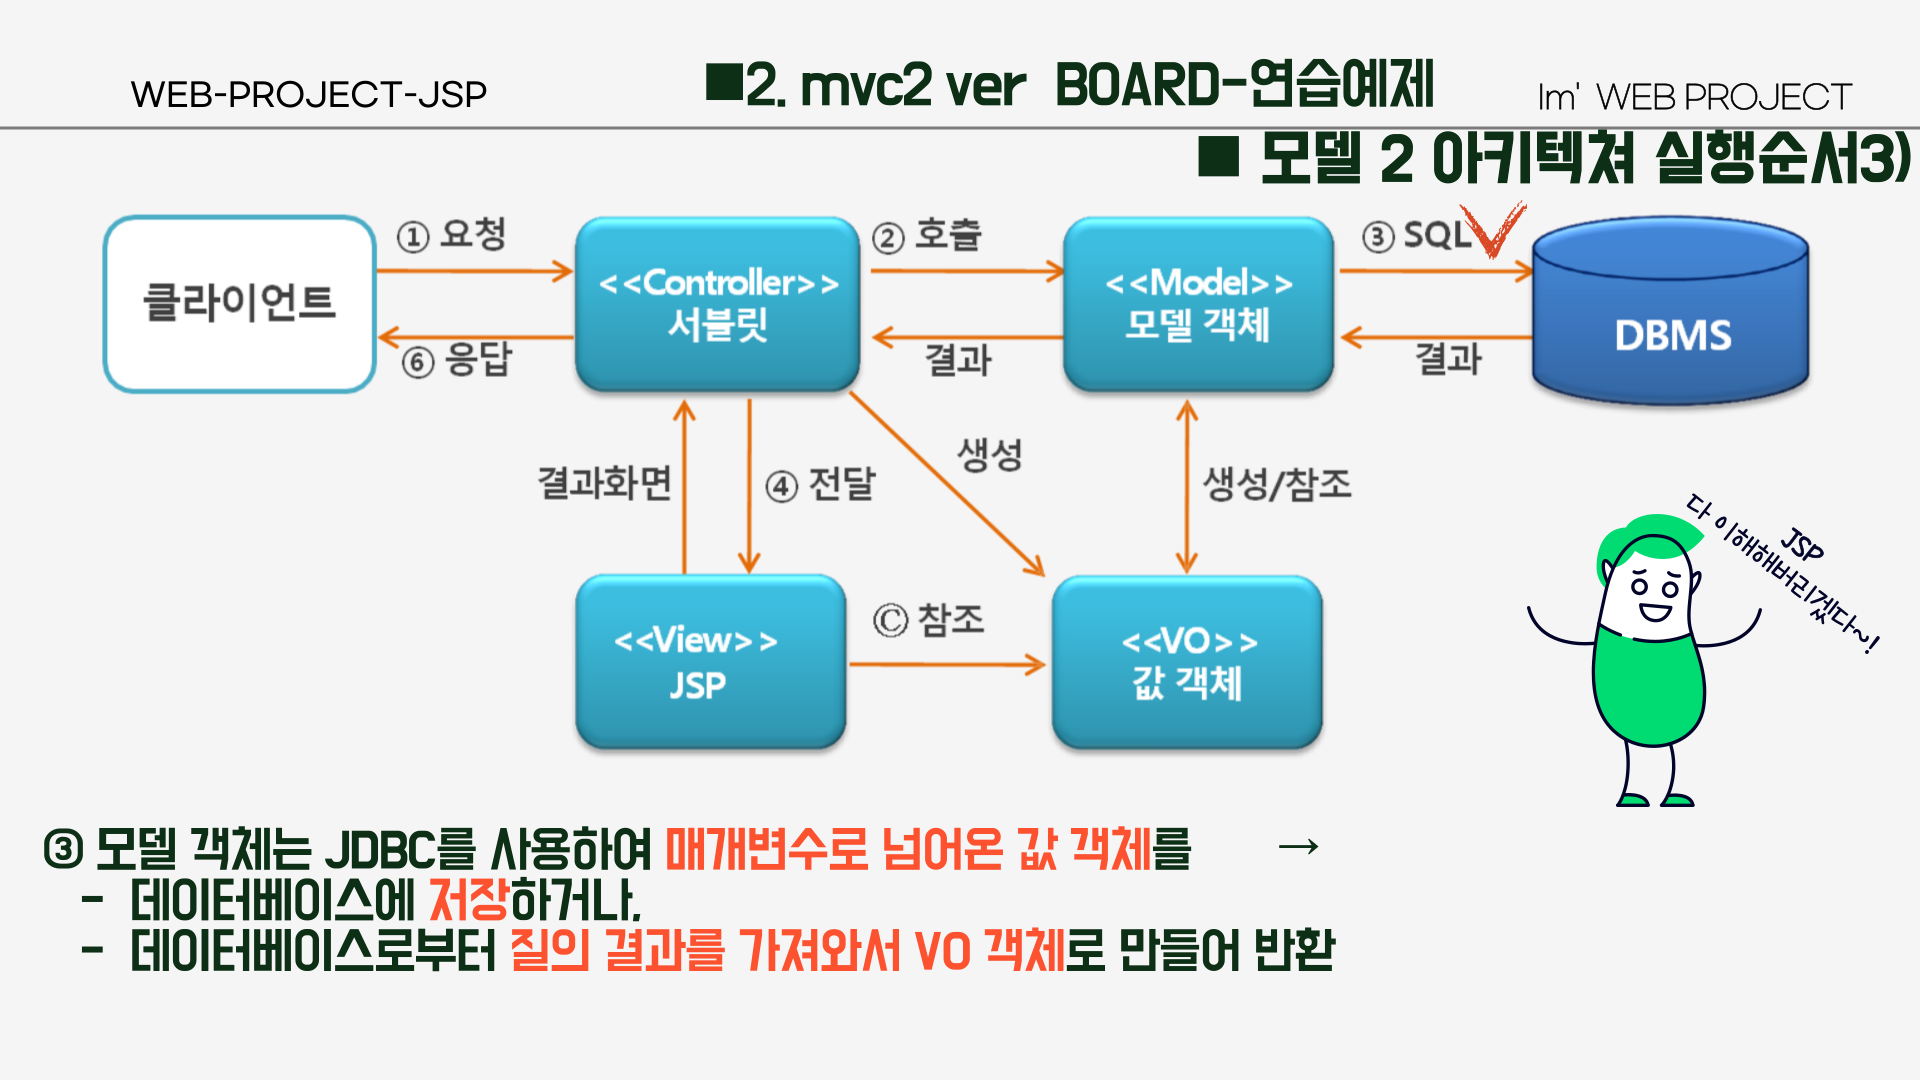 WEB-PROJECT-JSP
■2. mvc2 ver BOARD-연습예제
Im' WEB PROJECT
■ 모델 2 아키텍쳐 실행순서3)
① 요청
② 호출
③ SQL
클라이언트
<<Controller>>
서블릿
<<Model>>
모델 객체
DBMS
⑥ 응답
결과
결과
결과화면
④ 전달
생성
생성/참조
<<View>>
JSP
Ⓒ 참조
<<VO>>
값 객체
JSP
다 이해해버리겠다~!
③ 모델 객체는 JDBC를 사용하여 매개변수로 넘어온 값 객체를 →
- 데이터베이스에 저장하거나,
- 데이터베이스로부터 질의 결과를 가져와서 VO 객체로 만들어 반환